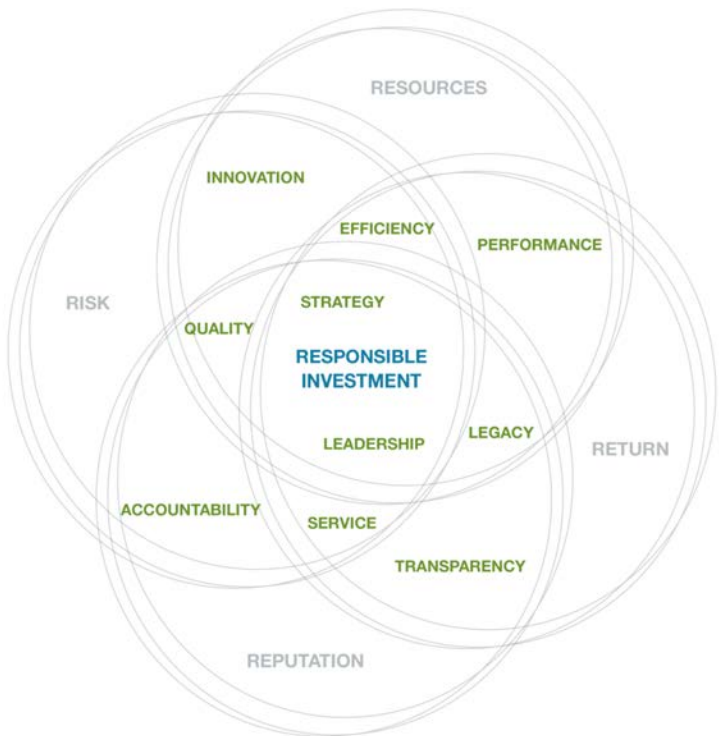 RESOURCES
INNOVATION
EFFICIENCY
PERFORMANCE
RISK
STRATEGY
QUALITY
RESPONSIBLE
INVESTMENT
LEADERSHIP
LEGACY
RETURN
ACCOUNTABILITY
SERVICE
TRANSPARENCY
REPUTATION